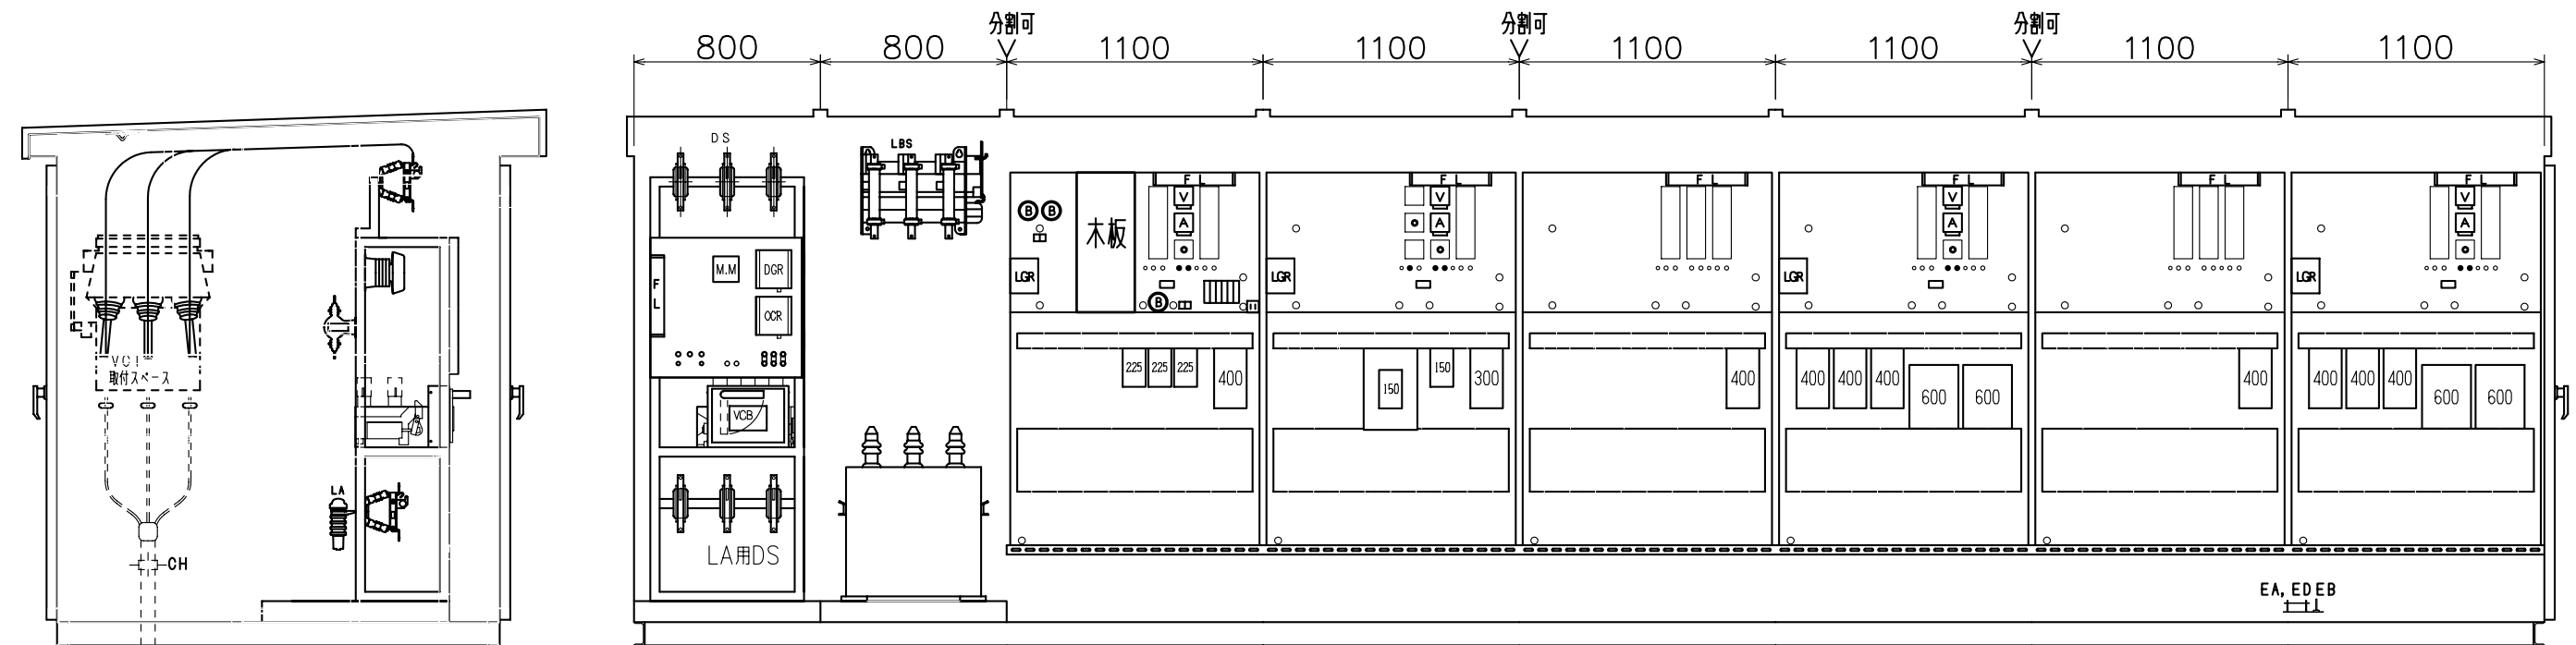 分割可 分割可 分割可
800 800 1100 1100 1100 1100 1100 1100
DS
LBS
F L F L F L F L F L F L
V V V V
B B
A A A A
木板
M.M DGR
LGR LGR LGR LGR
F L
B
OCR
VCT
取付スペース
225 225 225 400 150 150 300 400 400 400 400 600 600 400 400 400 400 600 600
VCB
LA
LA用DS
CH
EA, ED EB